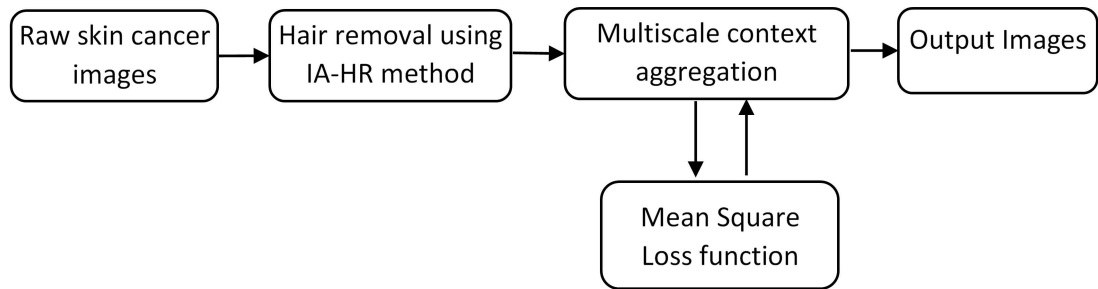 Raw skin cancer
images
Hair removal using
IA-HR method
Multiscale context
aggregation
Output Images
Mean Square
Loss function